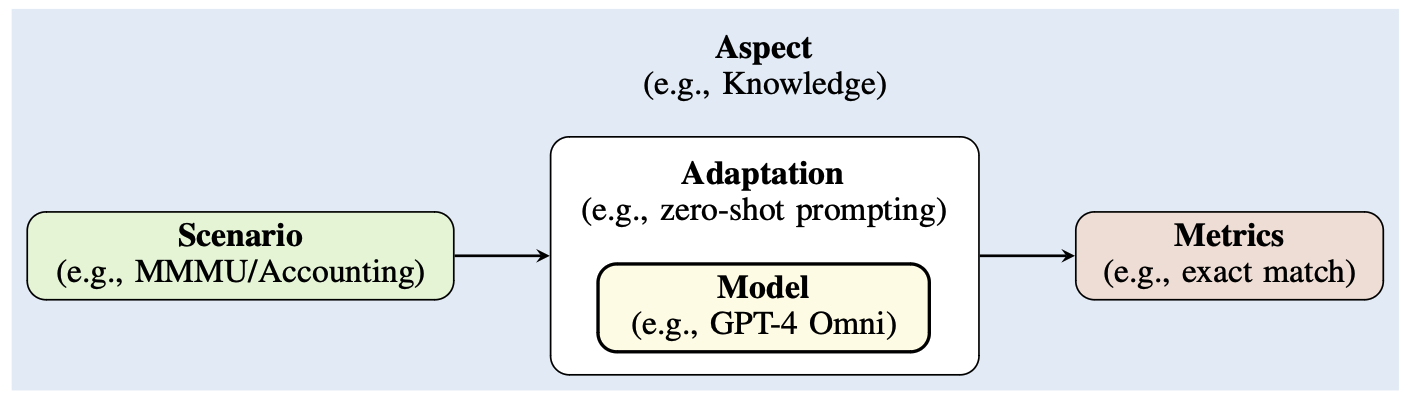 Aspect
(e.g., Knowledge)
Scenario
(e.g., MMMU/Accounting)
Adaptation
(e.g., zero-shot prompting)
Model
(e.g., GPT-4 Omni)
Metrics
(e.g., exact match)